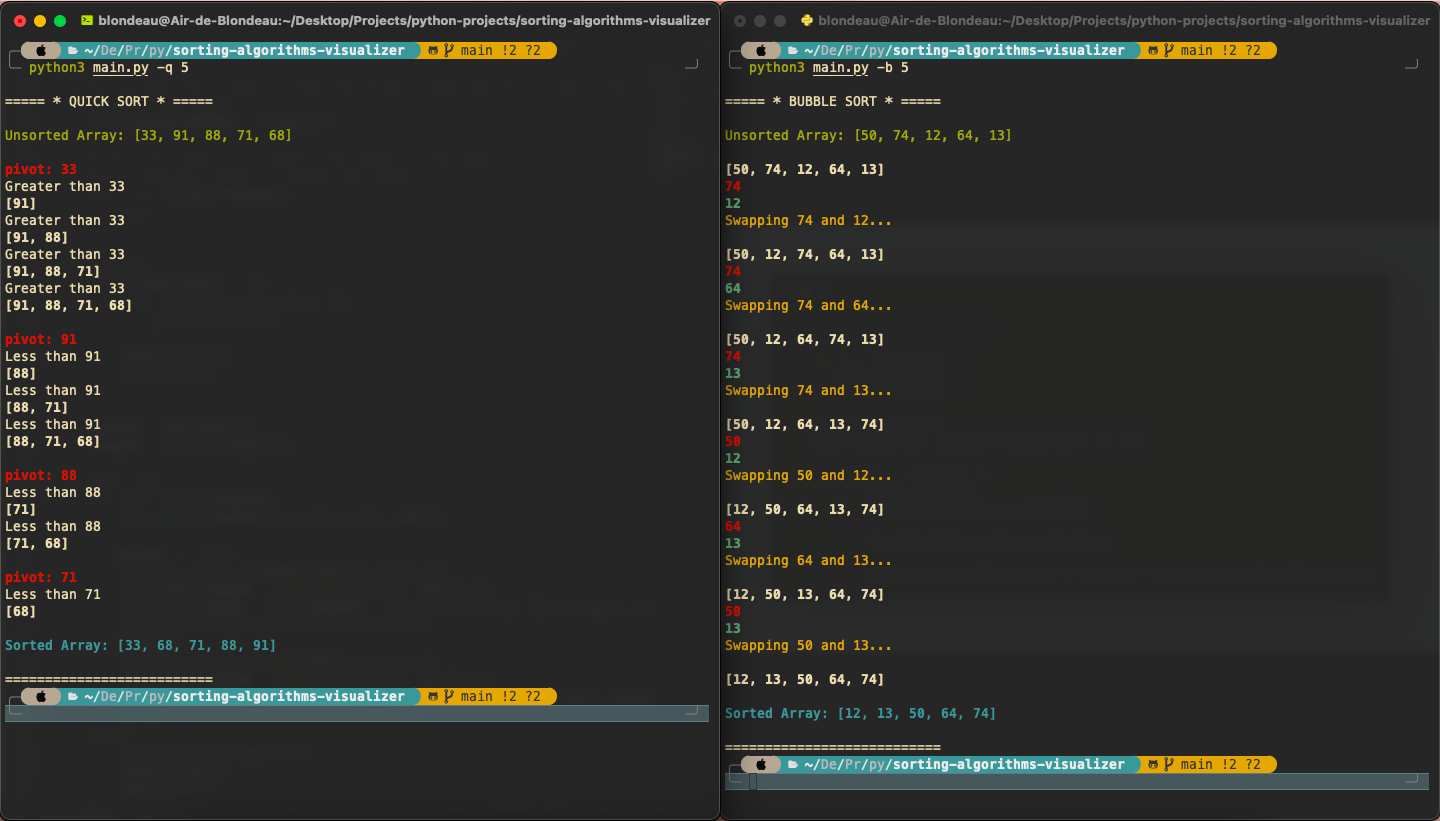 blondeau@Air-de-Blondeau:~/Desktop/Projects/python-projects/sorting-algorithms-visualizer
~/De/Pr/py/sorting-algorithms-visualizer main !2 ?2
python3 main.py -q 5
===== * QUICK SORT * =====
Unsorted Array: [33, 91, 88, 71, 68]
pivot: 33
Greater than 33
[91]
Greater than 33
[91, 88]
Greater than 33
[91, 88, 71]
Greater than 33
[91, 88, 71, 68]
pivot: 91
Less than 91
[88]
Less than 91
[88, 71]
Less than 91
[88, 71, 68]
pivot: 88
Less than 88
[71]
Less than 88
[71, 68]
pivot: 71
Less than 71
[68]
Sorted Array: [33, 68, 71, 88, 91]
==========================
~/De/Pr/py/sorting-algorithms-visualizer main !2 ?2
blondeau@Air-de-Blondeau:~/Desktop/Projects/python-projects/sorting-algorithms-visualizer
~/De/Pr/py/sorting-algorithms-visualizer main !2 ?2
python3 main.py -b 5
===== * BUBBLE SORT * =====
Unsorted Array: [50, 74, 12, 64, 13]
[50, 74, 12, 64, 13]
74
12
Swapping 74 and 12...
[50, 12, 74, 64, 13]
74
64
Swapping 74 and 64...
[50, 12, 64, 74, 13]
74
13
Swapping 74 and 13...
[50, 12, 64, 13, 74]
50
12
Swapping 50 and 12...
[12, 50, 64, 13, 74]
64
13
Swapping 64 and 13...
[12, 50, 13, 64, 74]
50
13
Swapping 50 and 13...
[12, 13, 50, 64, 74]
Sorted Array: [12, 13, 50, 64, 74]
===========================
~/De/Pr/py/sorting-algorithms-visualizer main !2 ?2